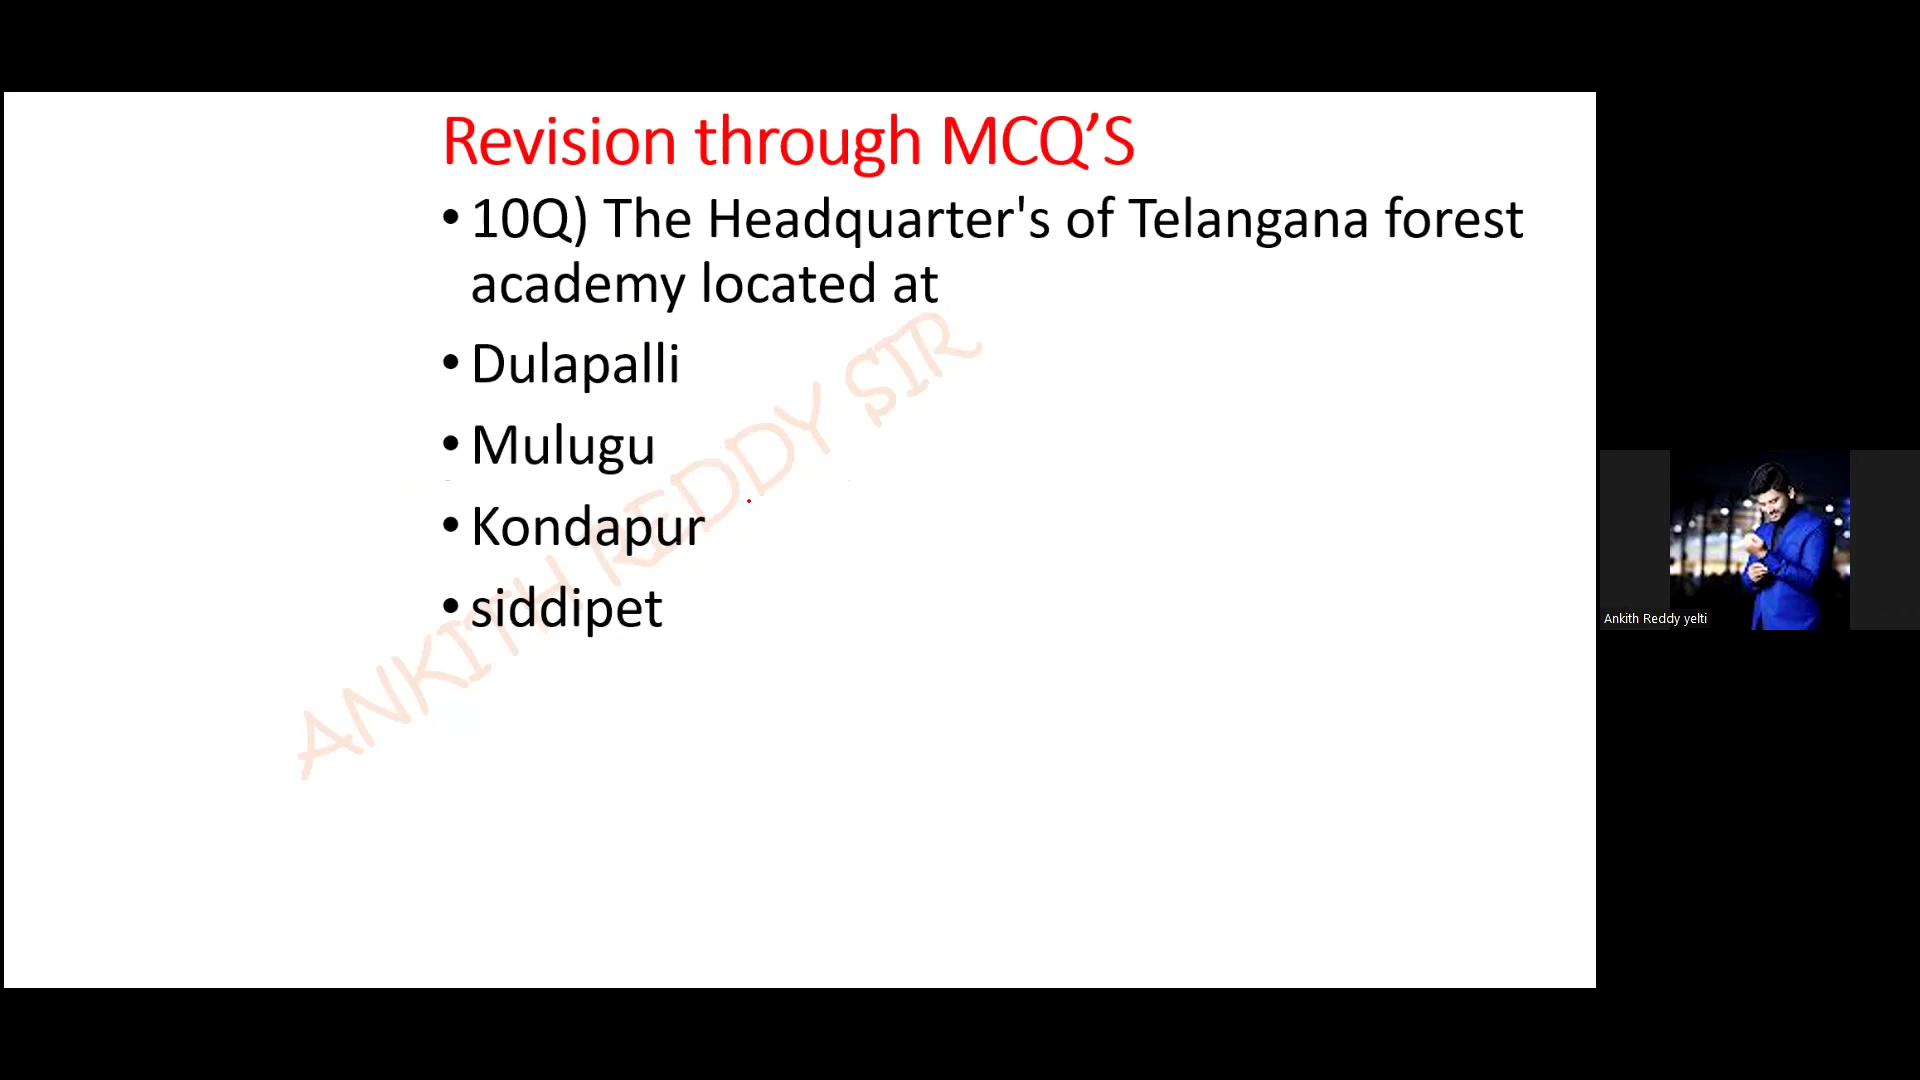 Revision through MCQ’S
• 10Q) The Headquarter's of Telangana forest
academy located at
• Dulapalli
• Mulugu
• Kondapur
• siddipet
ANKITH REDDY SIR
Ankith Reddy yelti